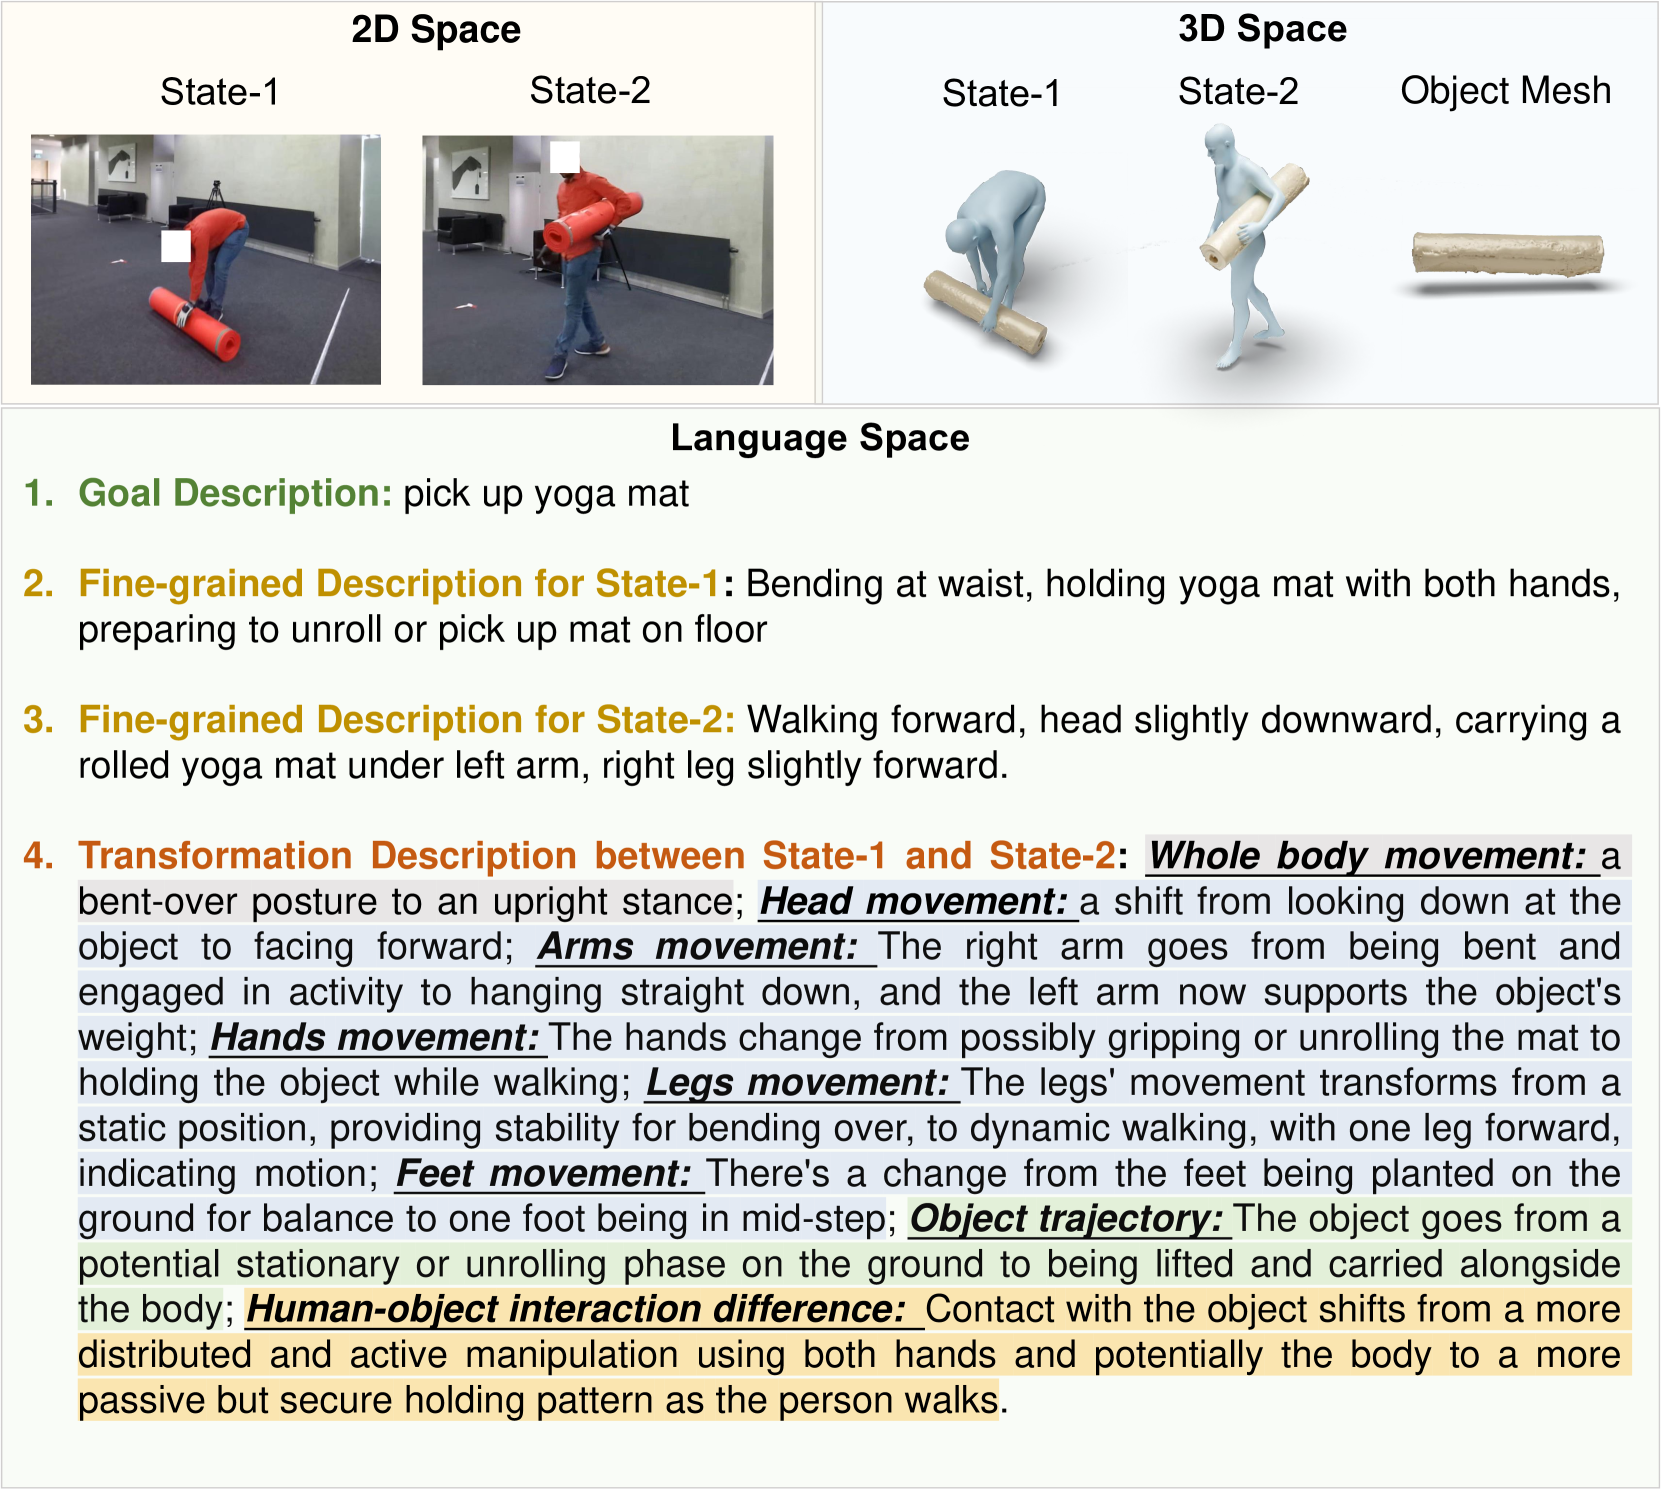 2D Space
State-1
State-2
3D Space
State-1
State-2
Object Mesh
Language Space
1. Goal Description: pick up yoga mat
2. Fine-grained Description for State-1: Bending at waist, holding yoga mat with both hands,
preparing to unroll or pick up mat on floor
3. Fine-grained Description for State-2: Walking forward, head slightly downward, carrying a
rolled yoga mat under left arm, right leg slightly forward.
4. Transformation Description between State-1 and State-2: Whole body movement: a
bent-over posture to an upright stance; Head movement: a shift from looking down at the
object to facing forward; Arms movement: The right arm goes from being bent and
engaged in activity to hanging straight down, and the left arm now supports the object's
weight; Hands movement: The hands change from possibly gripping or unrolling the mat to
holding the object while walking; Legs movement: The legs' movement transforms from a
static position, providing stability for bending over, to dynamic walking, with one leg forward,
indicating motion; Feet movement: There's a change from the feet being planted on the
ground for balance to one foot being in mid-step; Object trajectory: The object goes from a
potential stationary or unrolling phase on the ground to being lifted and carried alongside
the body; Human-object interaction difference: Contact with the object shifts from a more
distributed and active manipulation using both hands and potentially the body to a more
passive but secure holding pattern as the person walks.